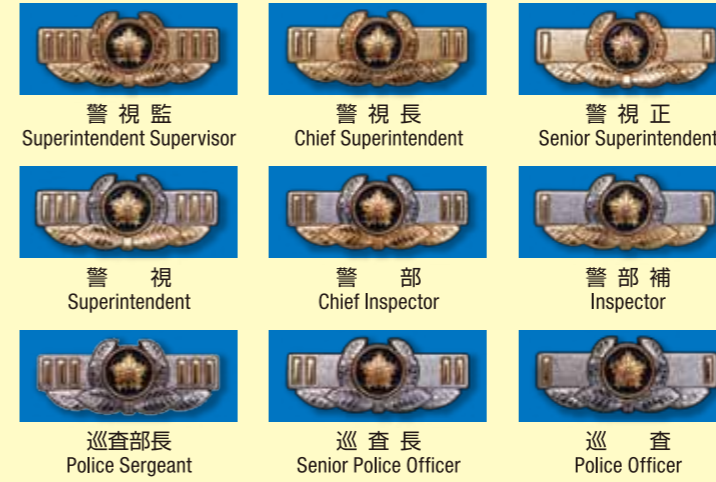 警視監
Superintendent Supervisor
警視長
Chief Superintendent
警視正
Senior Superintendent
警 視
Superintendent
警 部
Chief Inspector
警部補
Inspector
巡査部長
Police Sergeant
巡査長
Senior Police Officer
巡 査
Police Officer